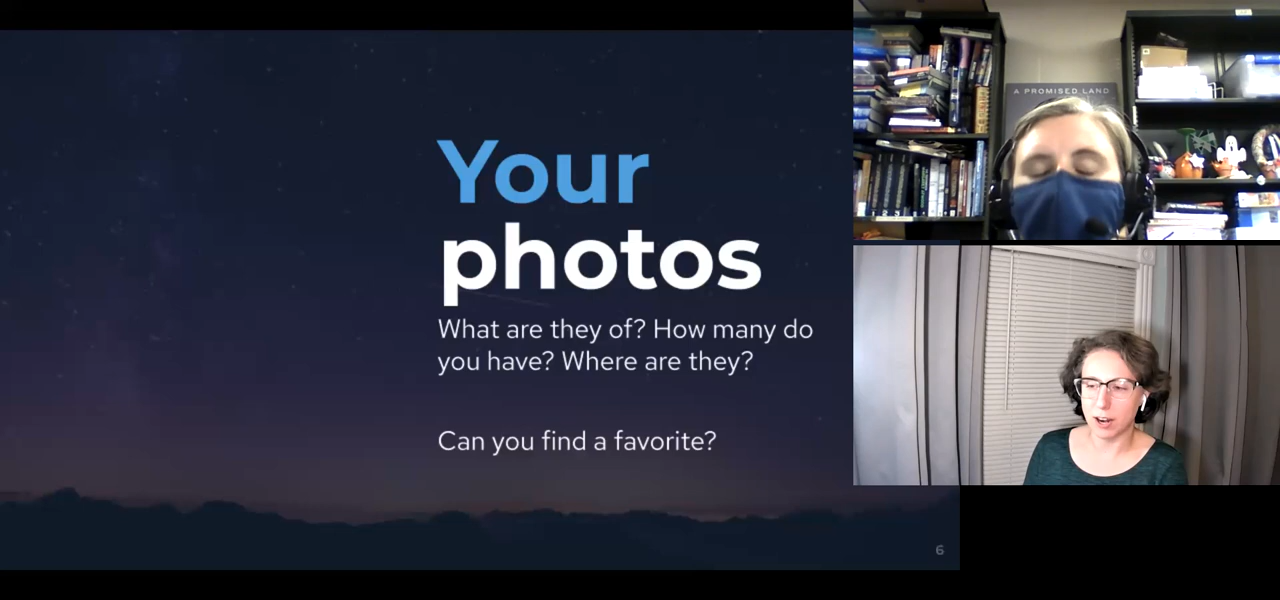 Your
photos
What are they of? How many do
you have? Where are they?
Can you find a favorite?
6
A PROMISED LAND